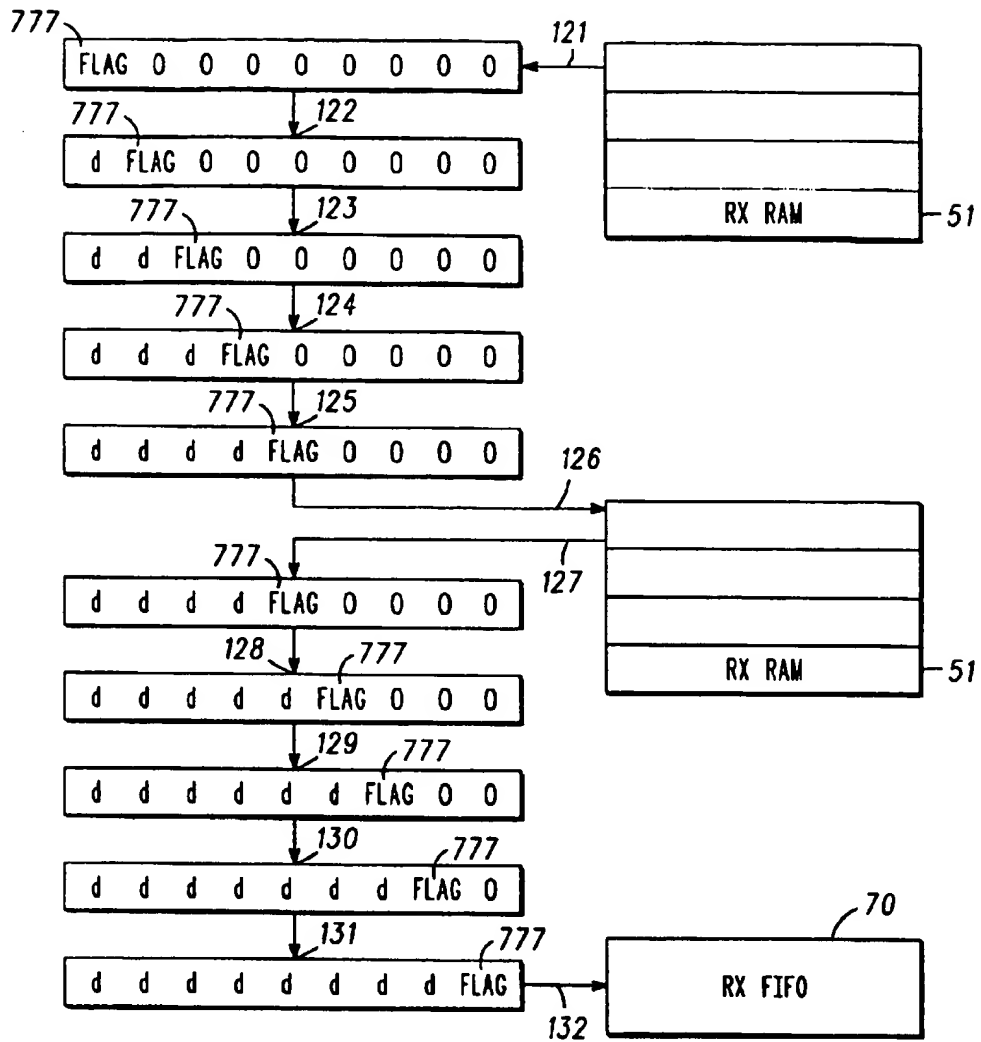 777 121
FLAG 0 0 0 0 0 0 0 0
777 122
d FLAG 0 0 0 0 0 0 0
RX RAM 51
777 123
d d FLAG 0 0 0 0 0 0
777 124
d d d FLAG 0 0 0 0 0
777 125
d d d d FLAG 0 0 0 0
126
127
777
d d d d FLAG 0 0 0 0
128 777
RX RAM 51
d d d d d FLAG 0 0 0
129 777
d d d d d d FLAG 0 0
130 777
d d d d d d d FLAG 0
70
131 777
d d d d d d d d FLAG
132
RX FIFO